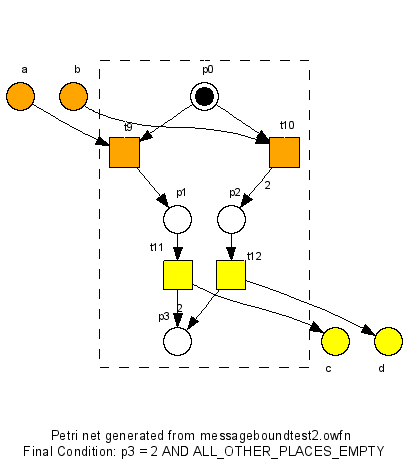 a
b
p0
t9
t10
p1
p2
2
t11
t12
p3
2
c
d
Petri net generated from messageboundtest2.owfn
Final Condition: p3 = 2 AND ALL_OTHER_PLACES_EMPTY